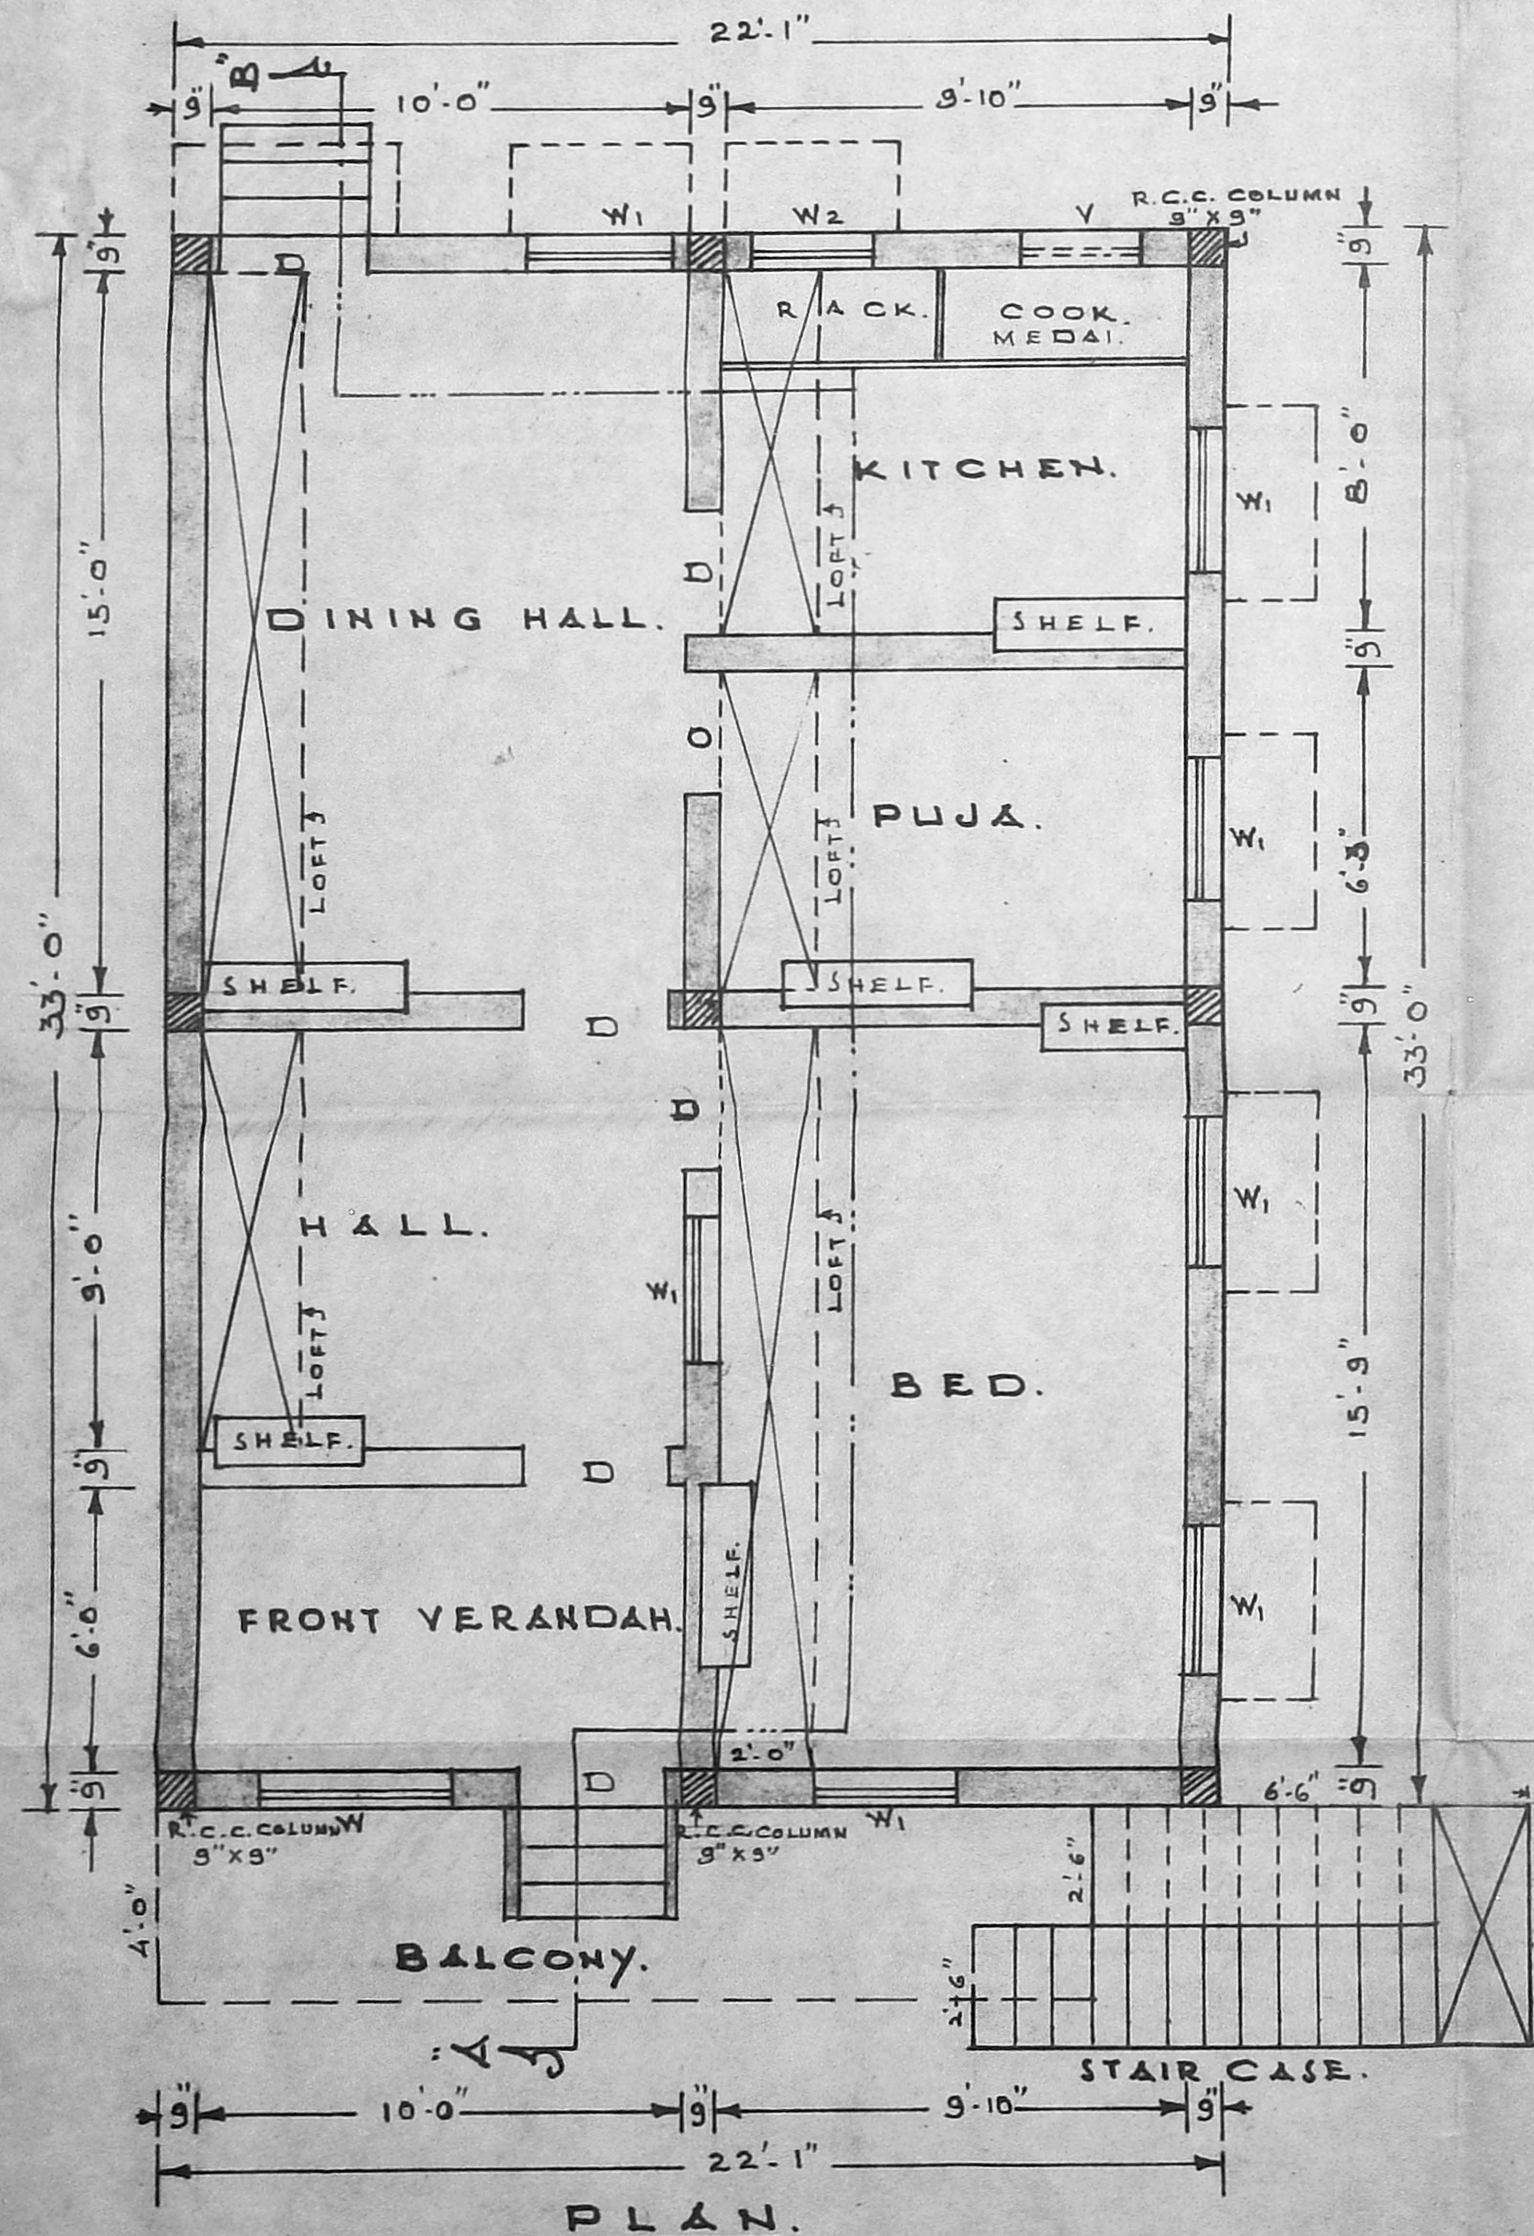 22'-1"
"B
9" 10'-0" 9" 9'-10" 9"
R.C.C. COLUMN
9" X 9"
W1 W2 V
9" D 9"
RACK. COOK.
MEDAI.
KITCHEN.
W1 8'-0"
15'-0"
D LOFT
DINING HALL. SHELF.
9"
O
PUJA.
LOFT LOFT W1 6'-3"
33'-0"
SHELF. SHELF.
9" D SHELF. 9"
33'-0"
D
W1
HALL.
9'-0" LOFT
W1
LOFT
BED.
15'-9"
SHELF.
9" D
SHELF.
FRONT VERANDAH. W1
6'-0"
2'-0"
9" D 6'-6" 9"
R.C.C. COLUMN W R.C.C. COLUMN W1
9" X 9" 9" X 9"
2'-6"
4'-0"
BALCONY.
2'-6"
"A
STAIR CASE.
9" 10'-0" 9" 9'-10" 9"
22'-1"
PLAN.